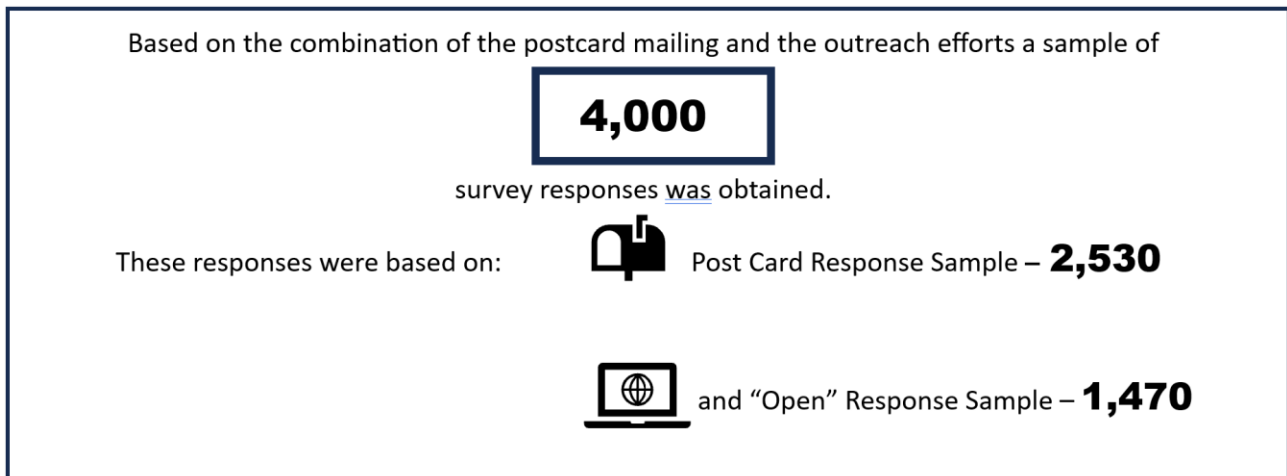 Based on the combination of the postcard mailing and the outreach efforts a sample of
4,000
survey responses was obtained.
These responses were based on: Post Card Response Sample – 2,530
and “Open” Response Sample – 1,470